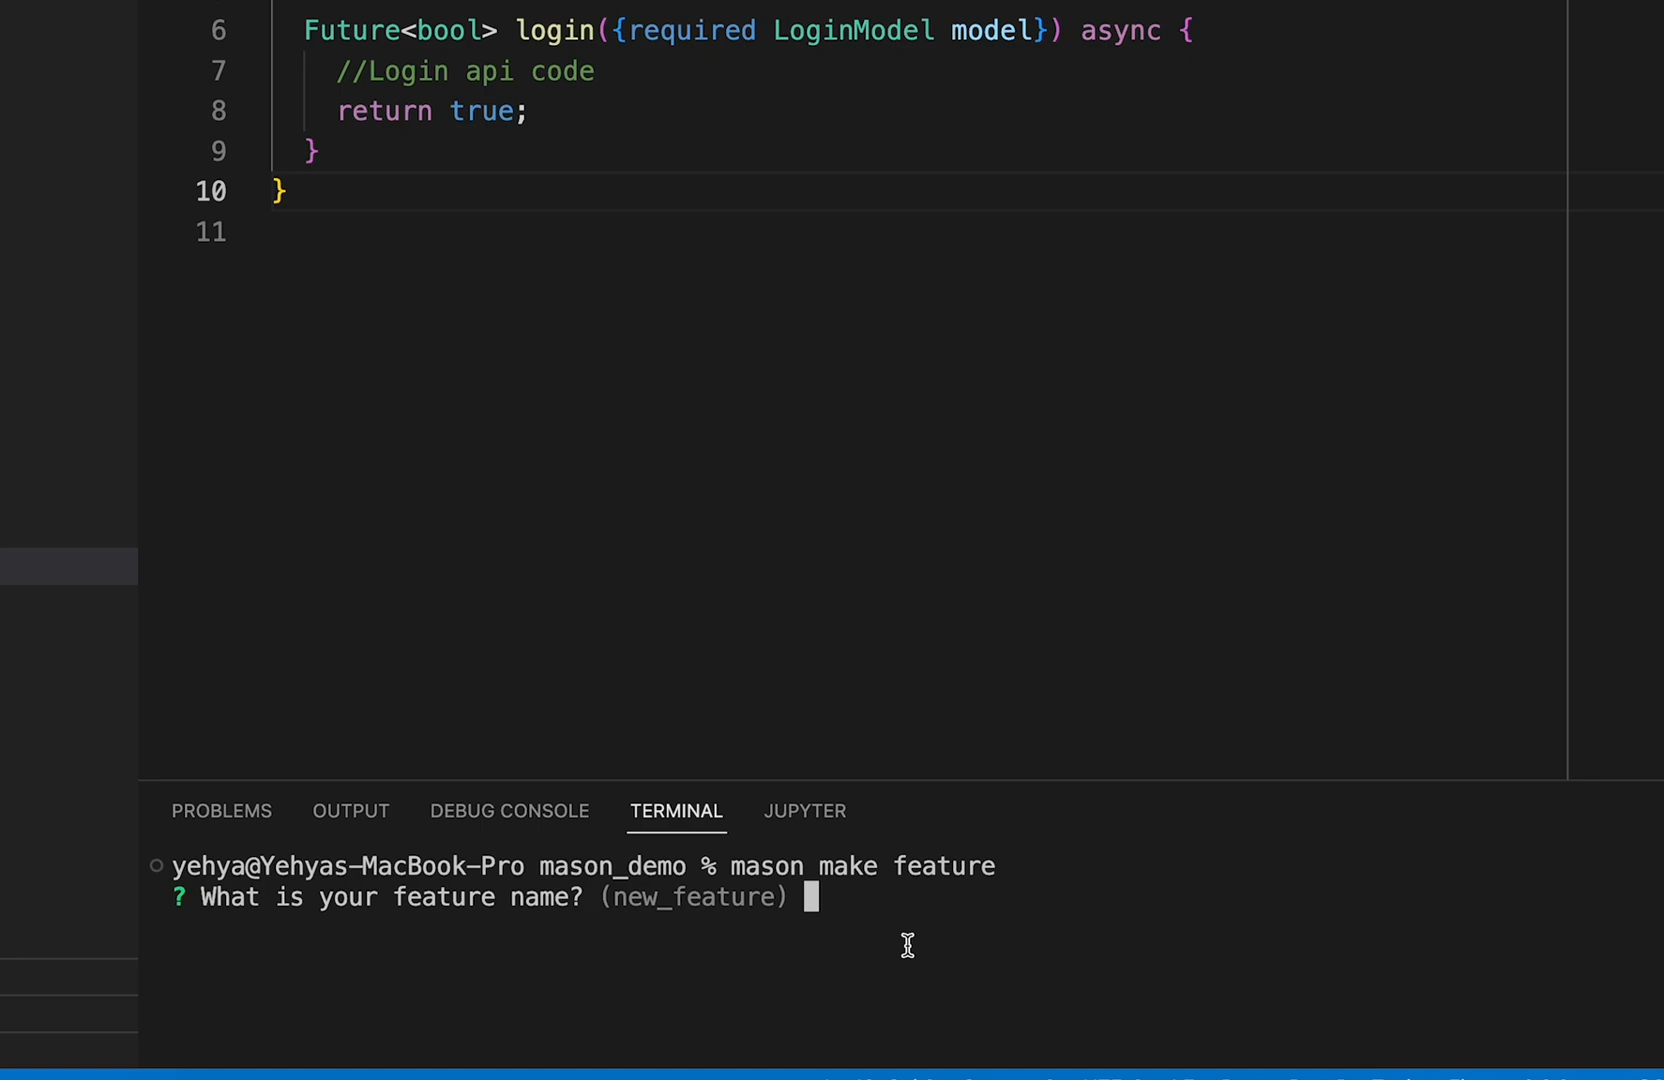 6 Future<bool> login({required LoginModel model}) async {
7 //Login api code
8 return true;
9 }
10 }
11
PROBLEMS OUTPUT DEBUG CONSOLE TERMINAL JUPYTER
yehya@Yehyas-MacBook-Pro mason_demo % mason make feature
? What is your feature name? (new_feature)